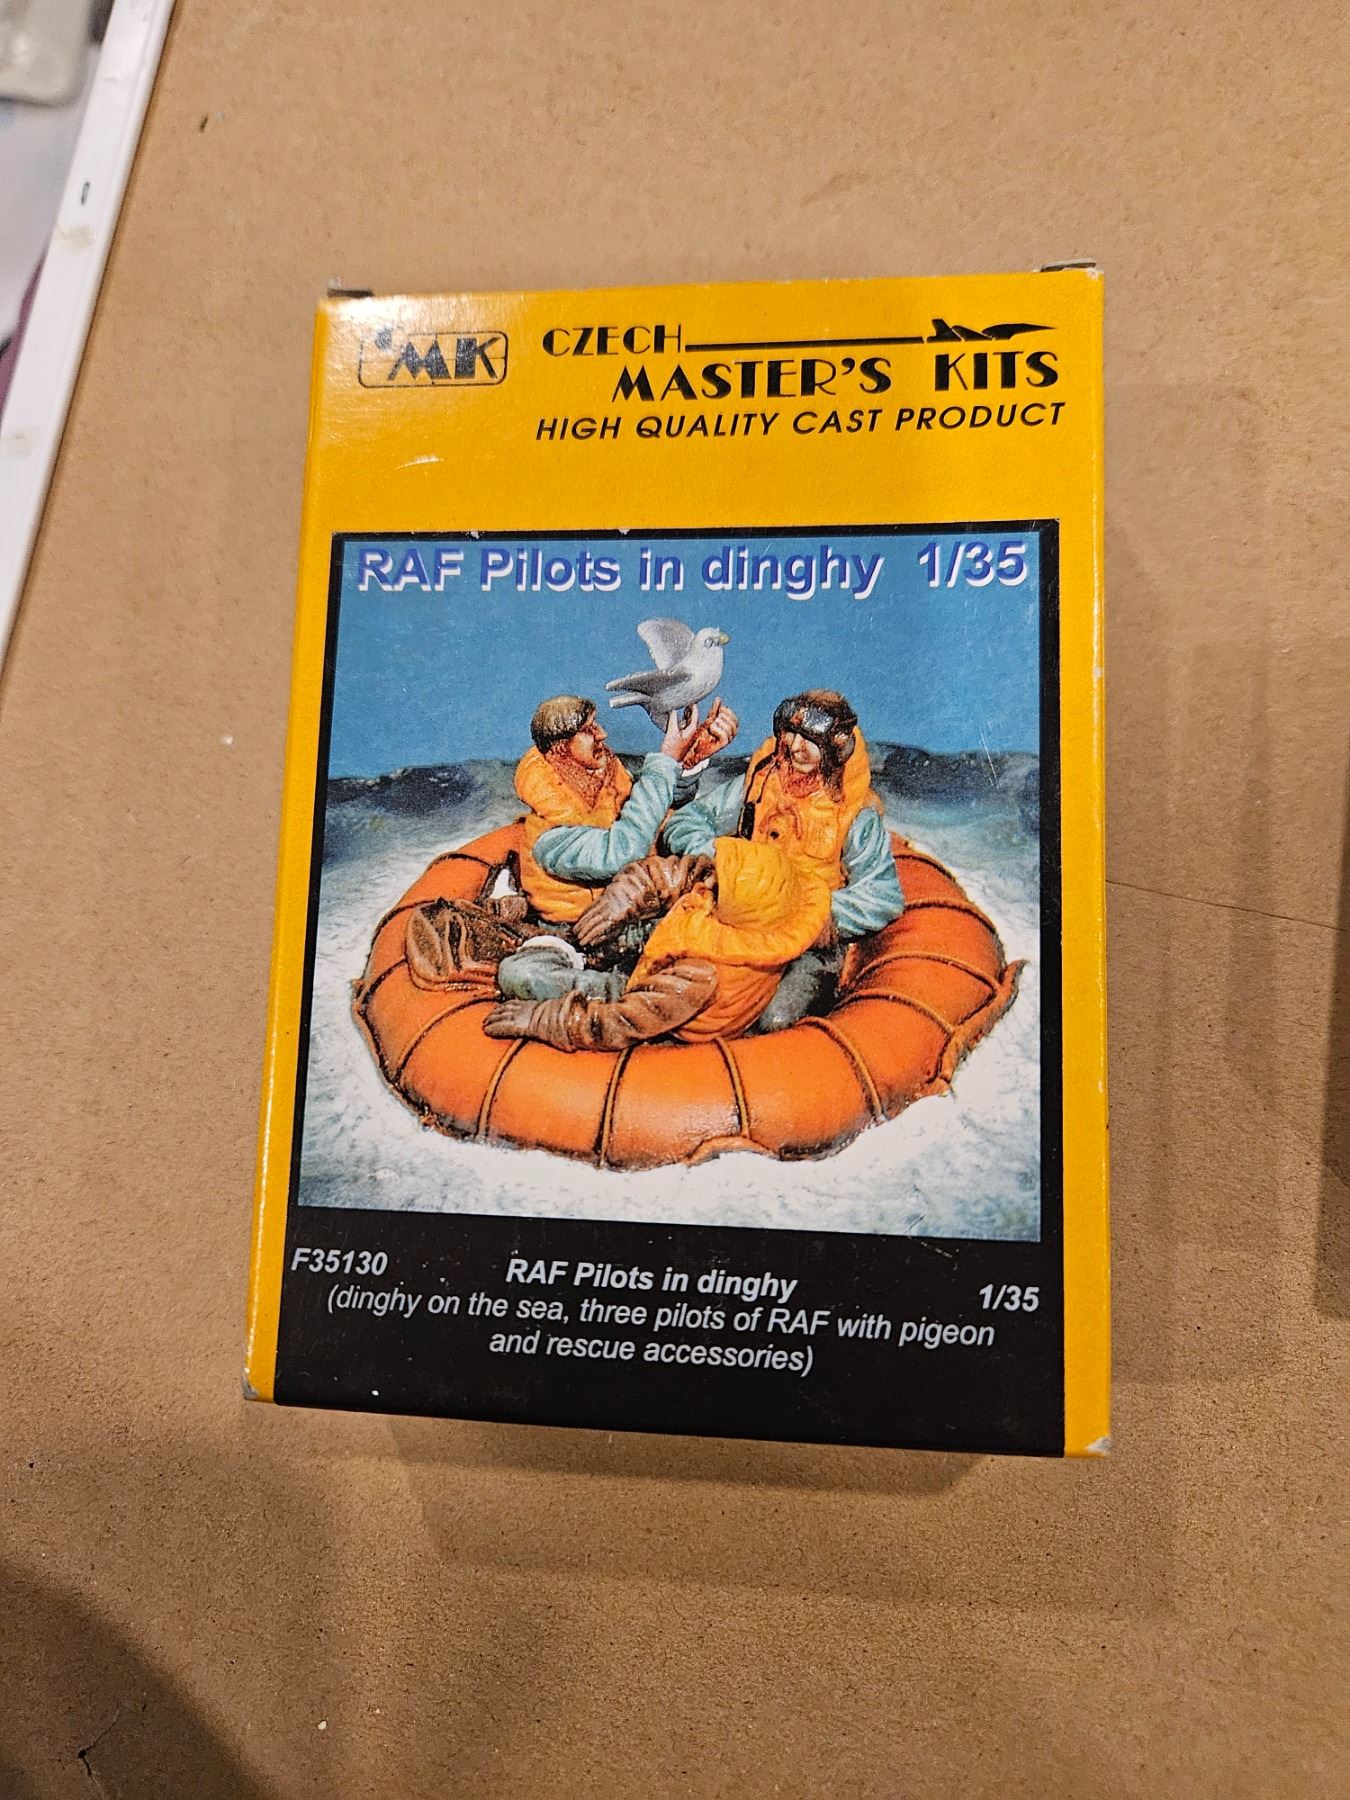 CMK
CZECH
MASTER'S KITS
HIGH QUALITY CAST PRODUCT
RAF Pilots in dinghy 1/35
F35130 RAF Pilots in dinghy 1/35
(dinghy on the sea, three pilots of RAF with pigeon
and rescue accessories)